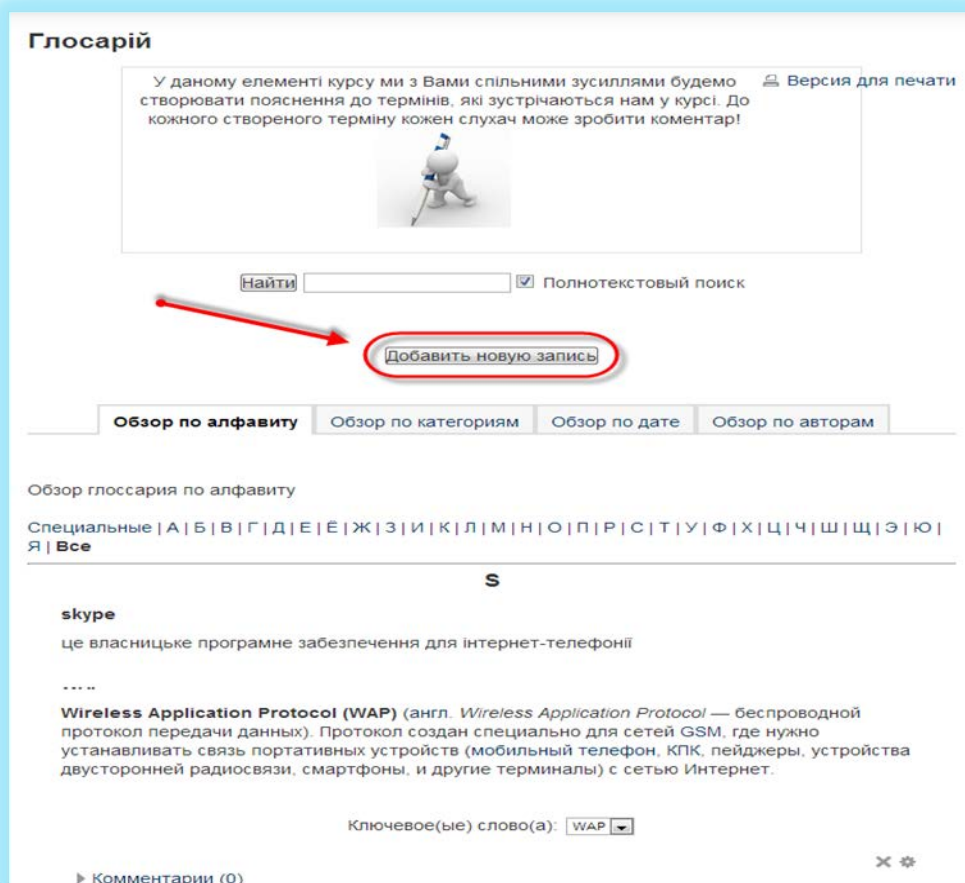 Глосарій
У даному елементі курсу ми з Вами спільними зусиллями будемо
створювати пояснення до термінів, які зустрічаються нам у курсі. До
кожного створеного терміну кожен слухач може зробити коментар!
Версия для печати
Найти Полнотекстовый поиск
Добавить новую запись
Обзор по алфавиту Обзор по категориям Обзор по дате Обзор по авторам
Обзор глоссария по алфавиту
Специальные | А | Б | В | Г | Д | Е | Ё | Ж | З | И | К | Л | М | Н | О | П | Р | С | Т | У | Ф | Х | Ц | Ч | Ш | Щ | Э | Ю |
Я | Все
S
skype
це власницьке програмне забезпечення для інтернет-телефонії
Wireless Application Protocol (WAP) (англ. Wireless Application Protocol — беспроводной
протокол передачи данных). Протокол создан специально для сетей GSM, где нужно
устанавливать связь портативных устройств (мобильный телефон, КПК, пейджеры, устройства
двусторонней радиосвязи, смартфоны, и другие терминалы) с сетью Интернет.
Ключевое(ые) слово(а): WAP
Комментарии (0)